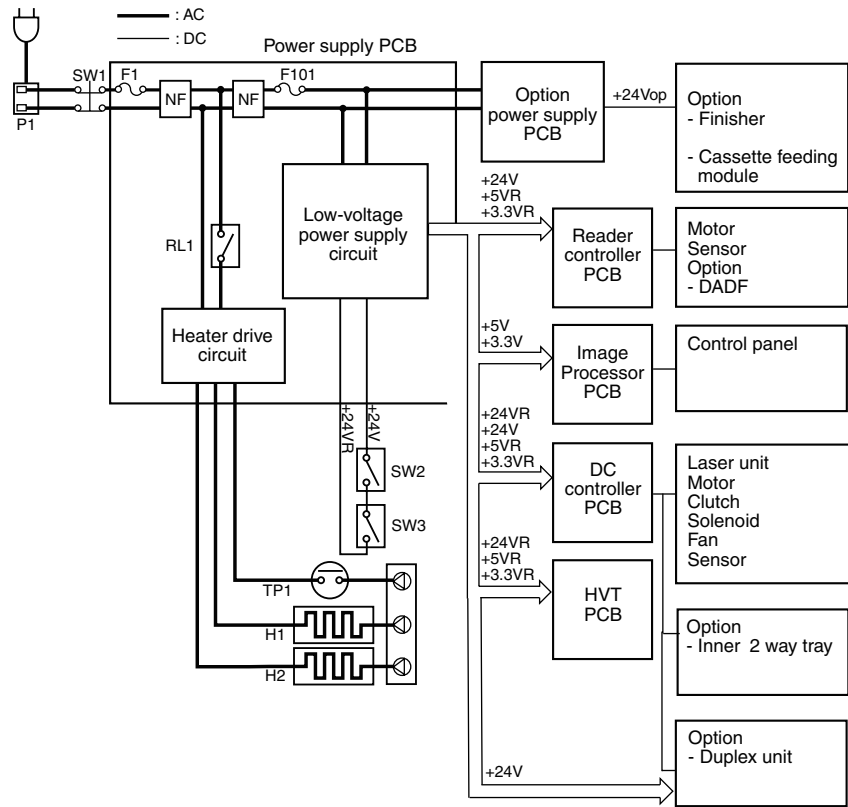 : AC
: DC
Power supply PCB
SW1
F1
F101
P1
NF
NF
Option
power supply
PCB
+24Vop
Option
- Finisher
- Cassette feeding
module
+24V
+5VR
+3.3VR
Low-voltage
power supply
circuit
RL1
Reader
controller
PCB
Motor
Sensor
Option
- DADF
Heater drive
circuit
+5V
+3.3V
Image
Processor
PCB
Control panel
+24VR
+24V
+24VR
+24V
+5VR
+3.3VR
SW2
SW3
DC
controller
PCB
Laser unit
Motor
Clutch
Solenoid
Fan
Sensor
+24VR
+5VR
+3.3VR
HVT
PCB
TP1
H1
H2
Option
- Inner 2 way tray
+24V
Option
- Duplex unit